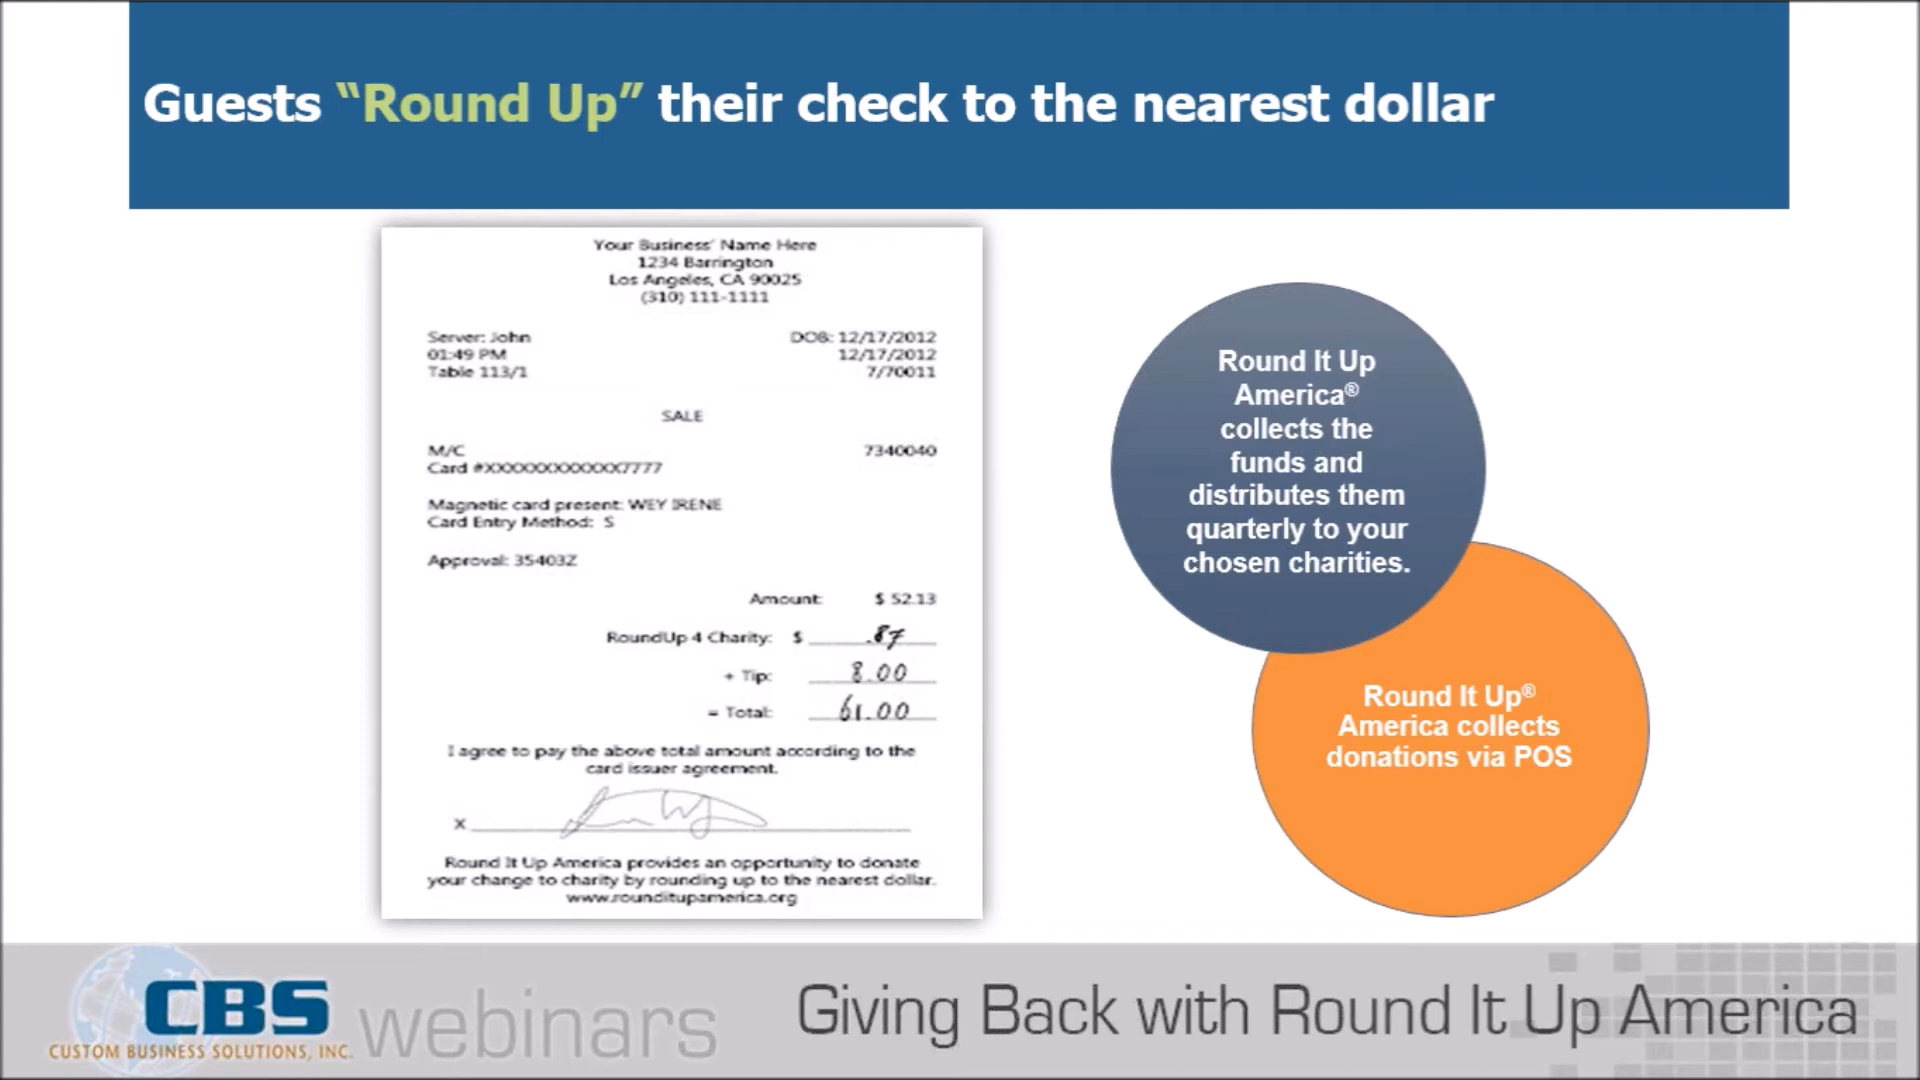 Guests “Round Up” their check to the nearest dollar
Your Business' Name Here
1234 Barrington
Los Angeles, CA 90025
(310) 111-1111
Server: John DOB: 12/17/2012
01:49 PM 12/17/2012
Table 113/1 7/70011
SALE
M/C 7340040
Card #XXXXXXXXXXXX7777
Magnetic card present: WEY IRENE
Card Entry Method: S
Approval: 35403Z
Amount: $ 52.13
RoundUp 4 Charity: $ .87
+ Tip: 8.00
= Total: 61.00
I agree to pay the above total amount according to the
card issuer agreement.
X
Round It Up America provides an opportunity to donate
your change to charity by rounding up to the nearest dollar.
www.rounditupamerica.org
Round It Up
America®
collects the
funds and
distributes them
quarterly to your
chosen charities.
Round It Up®
America collects
donations via POS
CBS webinars
CUSTOM BUSINESS SOLUTIONS, INC.
Giving Back with Round It Up America